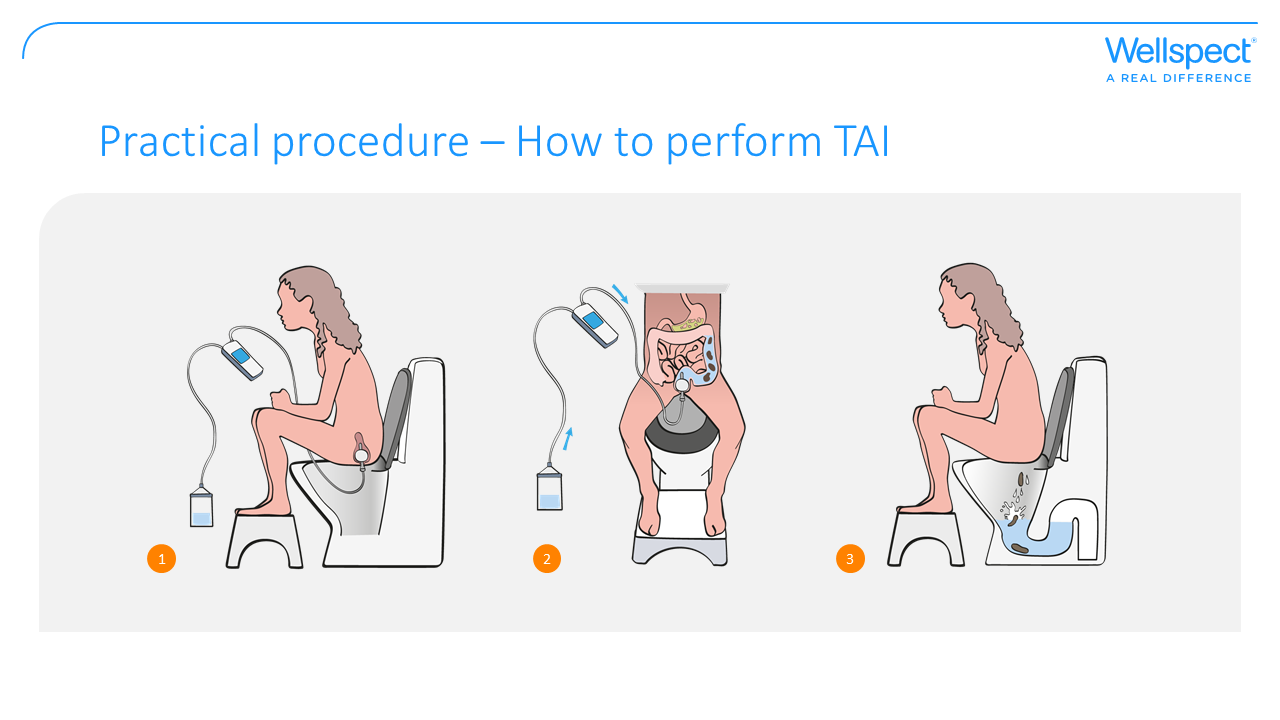 Wellspect®
A REAL DIFFERENCE
Practical procedure – How to perform TAI
1
2
3